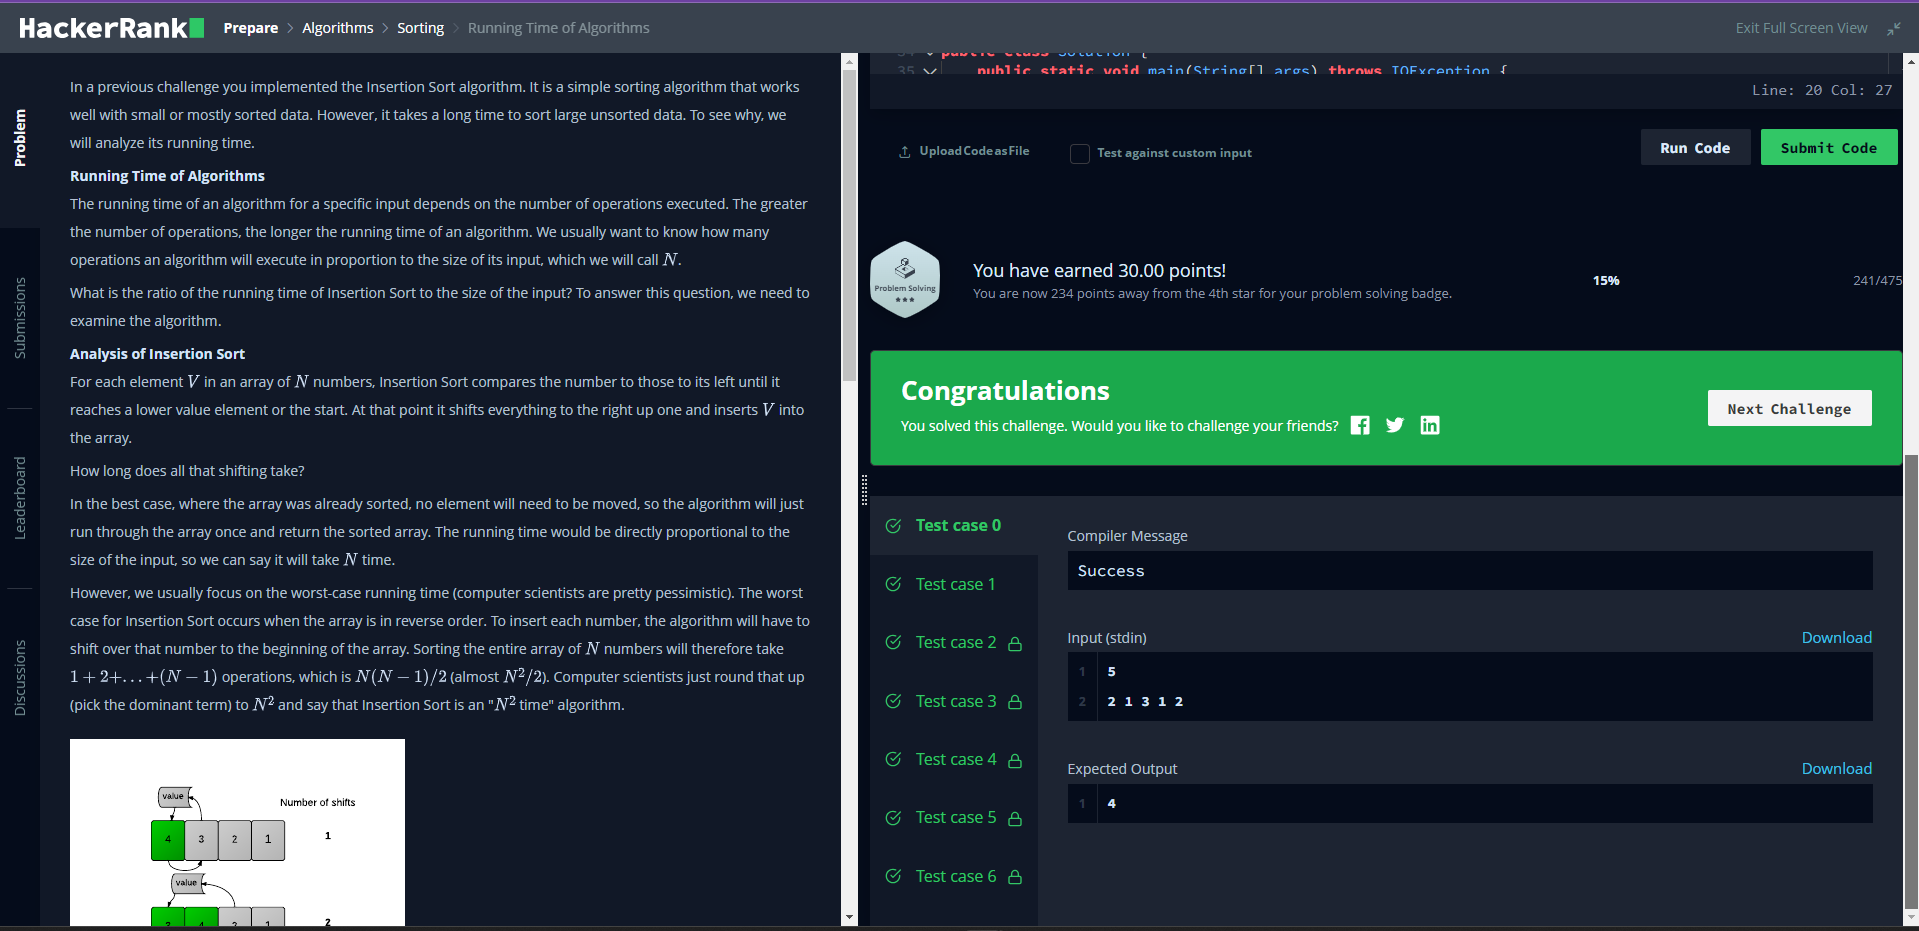 HackerRank Prepare > Algorithms > Sorting > Running Time of Algorithms
Exit Full Screen View
Problem
Submissions
Leaderboard
Discussions
In a previous challenge you implemented the Insertion Sort algorithm. It is a simple sorting algorithm that works
well with small or mostly sorted data. However, it takes a long time to sort large unsorted data. To see why, we
will analyze its running time.
Running Time of Algorithms
The running time of an algorithm for a specific input depends on the number of operations executed. The greater
the number of operations, the longer the running time of an algorithm. We usually want to know how many
operations an algorithm will execute in proportion to the size of its input, which we will call N.
What is the ratio of the running time of Insertion Sort to the size of the input? To answer this question, we need to
examine the algorithm.
Analysis of Insertion Sort
For each element V in an array of N numbers, Insertion Sort compares the number to those to its left until it
reaches a lower value element or the start. At that point it shifts everything to the right up one and inserts V into
the array.
How long does all that shifting take?
In the best case, where the array was already sorted, no element will need to be moved, so the algorithm will just
run through the array once and return the sorted array. The running time would be directly proportional to the
size of the input, so we can say it will take N time.
However, we usually focus on the worst-case running time (computer scientists are pretty pessimistic). The worst
case for Insertion Sort occurs when the array is in reverse order. To insert each number, the algorithm will have to
shift over that number to the beginning of the array. Sorting the entire array of N numbers will therefore take
1 + 2+. . . +(N − 1) operations, which is N(N − 1)/2 (almost N²/2). Computer scientists just round that up
(pick the dominant term) to N² and say that Insertion Sort is an "N² time" algorithm.
value
Number of shifts
4 3 2 1
1
value
2
35 public static void main(String[] args) throws IOException {
Line: 20 Col: 27
Upload Code as File
Test against custom input
Run Code
Submit Code
Problem Solving
You have earned 30.00 points!
You are now 234 points away from the 4th star for your problem solving badge.
15%
241/475
Congratulations
You solved this challenge. Would you like to challenge your friends?
Next Challenge
Test case 0
Test case 1
Test case 2
Test case 3
Test case 4
Test case 5
Test case 6
Compiler Message
Success
Input (stdin)
Download
1 5
2 2 1 3 1 2
Expected Output
Download
1 4